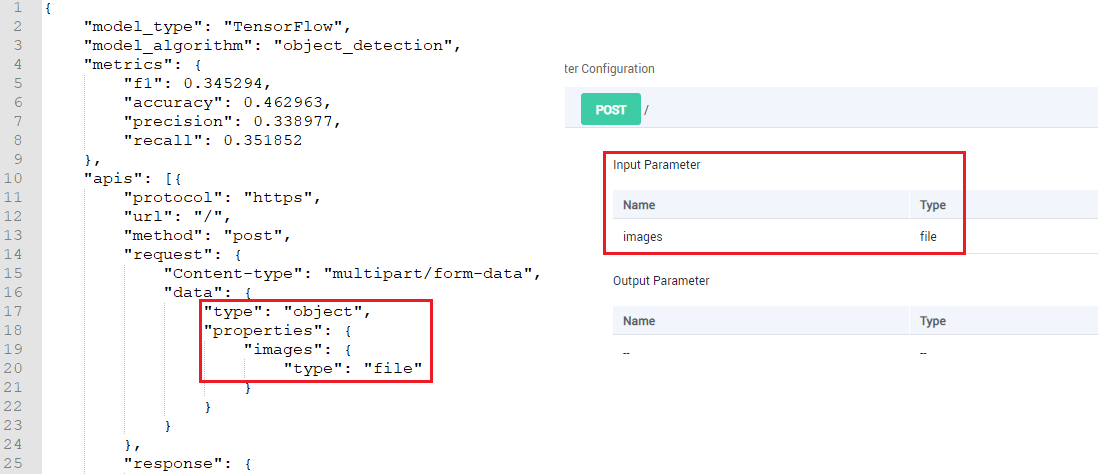 1 {
2 "model_type": "TensorFlow",
3 "model_algorithm": "object_detection",
4 "metrics": {
5 "f1": 0.345294,
6 "accuracy": 0.462963,
7 "precision": 0.338977,
8 "recall": 0.351852
9 },
10 "apis": [{
11 "protocol": "https",
12 "url": "/",
13 "method": "post",
14 "request": {
15 "Content-type": "multipart/form-data",
16 "data": {
17 "type": "object",
18 "properties": {
19 "images": {
20 "type": "file"
21 }
22 }
23 }
24 },
25 "response": {
ter Configuration
POST /
Input Parameter
Name Type
images file
Output Parameter
Name Type
-- --